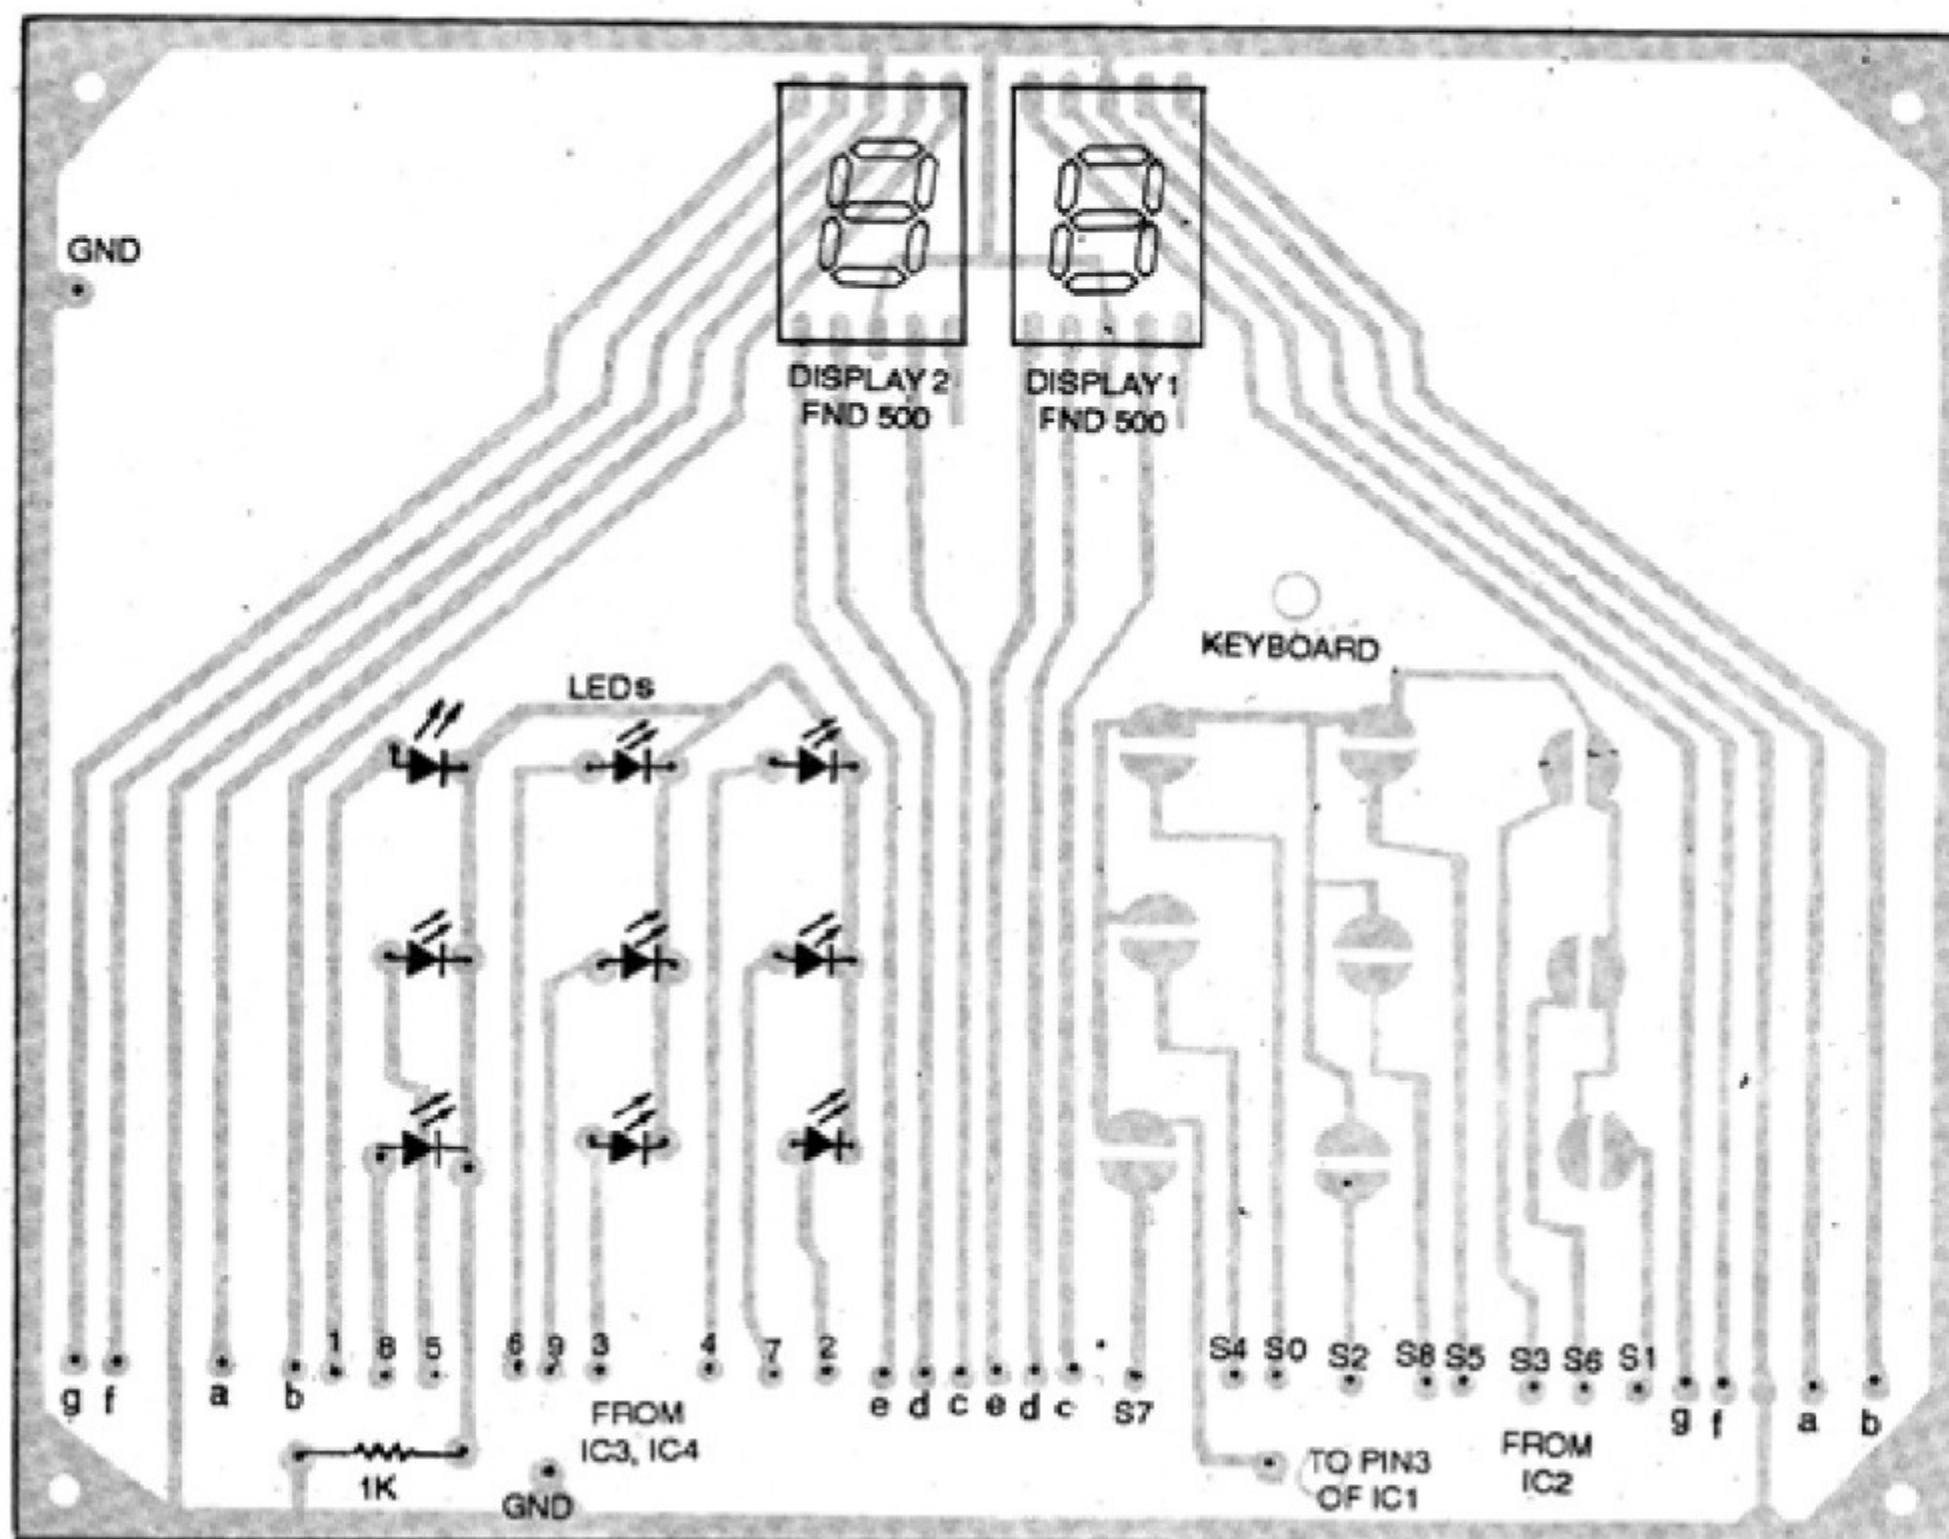 GND
DISPLAY 2
FND 500
DISPLAY 1
FND 500
KEYBOARD
LEDs
1 8 5 6 9 3 4 7 2
S4 S0 S2 S8 S5 S3 S6 S1
g f a b
e d c e d c
S7
g f a b
FROM
IC3, IC4
1K
GND
TO PIN3
OF IC1
FROM
IC2